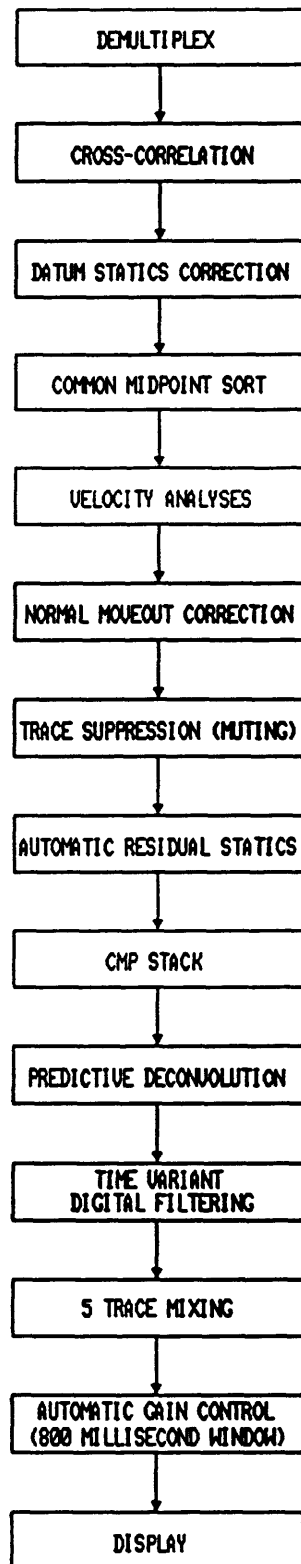 DEMULTIPLEX
CROSS-CORRELATION
DATUM STATICS CORRECTION
COMMON MIDPOINT SORT
VELOCITY ANALYSES
NORMAL MOVEOUT CORRECTION
TRACE SUPPRESSION (MUTING)
AUTOMATIC RESIDUAL STATICS
CMP STACK
PREDICTIVE DECONVOLUTION
TIME VARIANT
DIGITAL FILTERING
5 TRACE MIXING
AUTOMATIC GAIN CONTROL
(800 MILLISECOND WINDOW)
DISPLAY